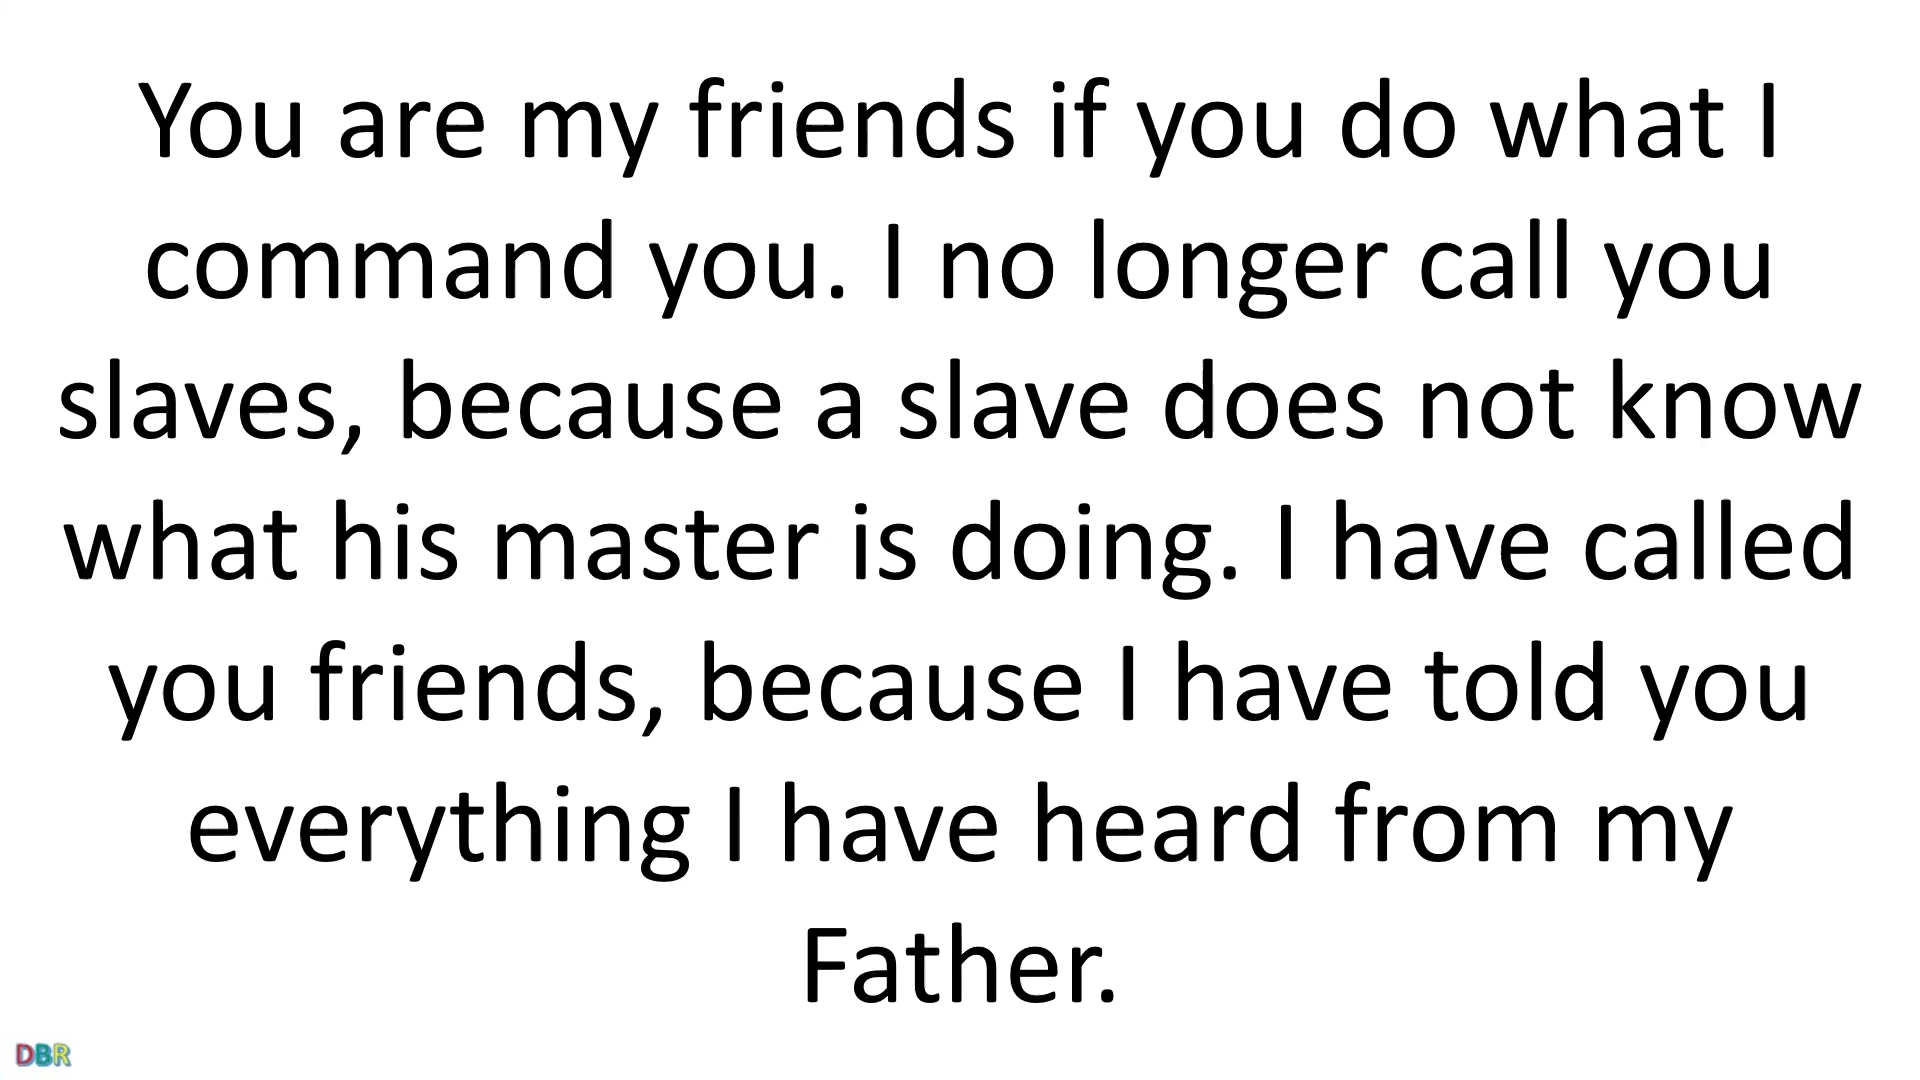 You are my friends if you do what I
command you. I no longer call you
slaves, because a slave does not know
what his master is doing. I have called
you friends, because I have told you
everything I have heard from my
Father.
DBR